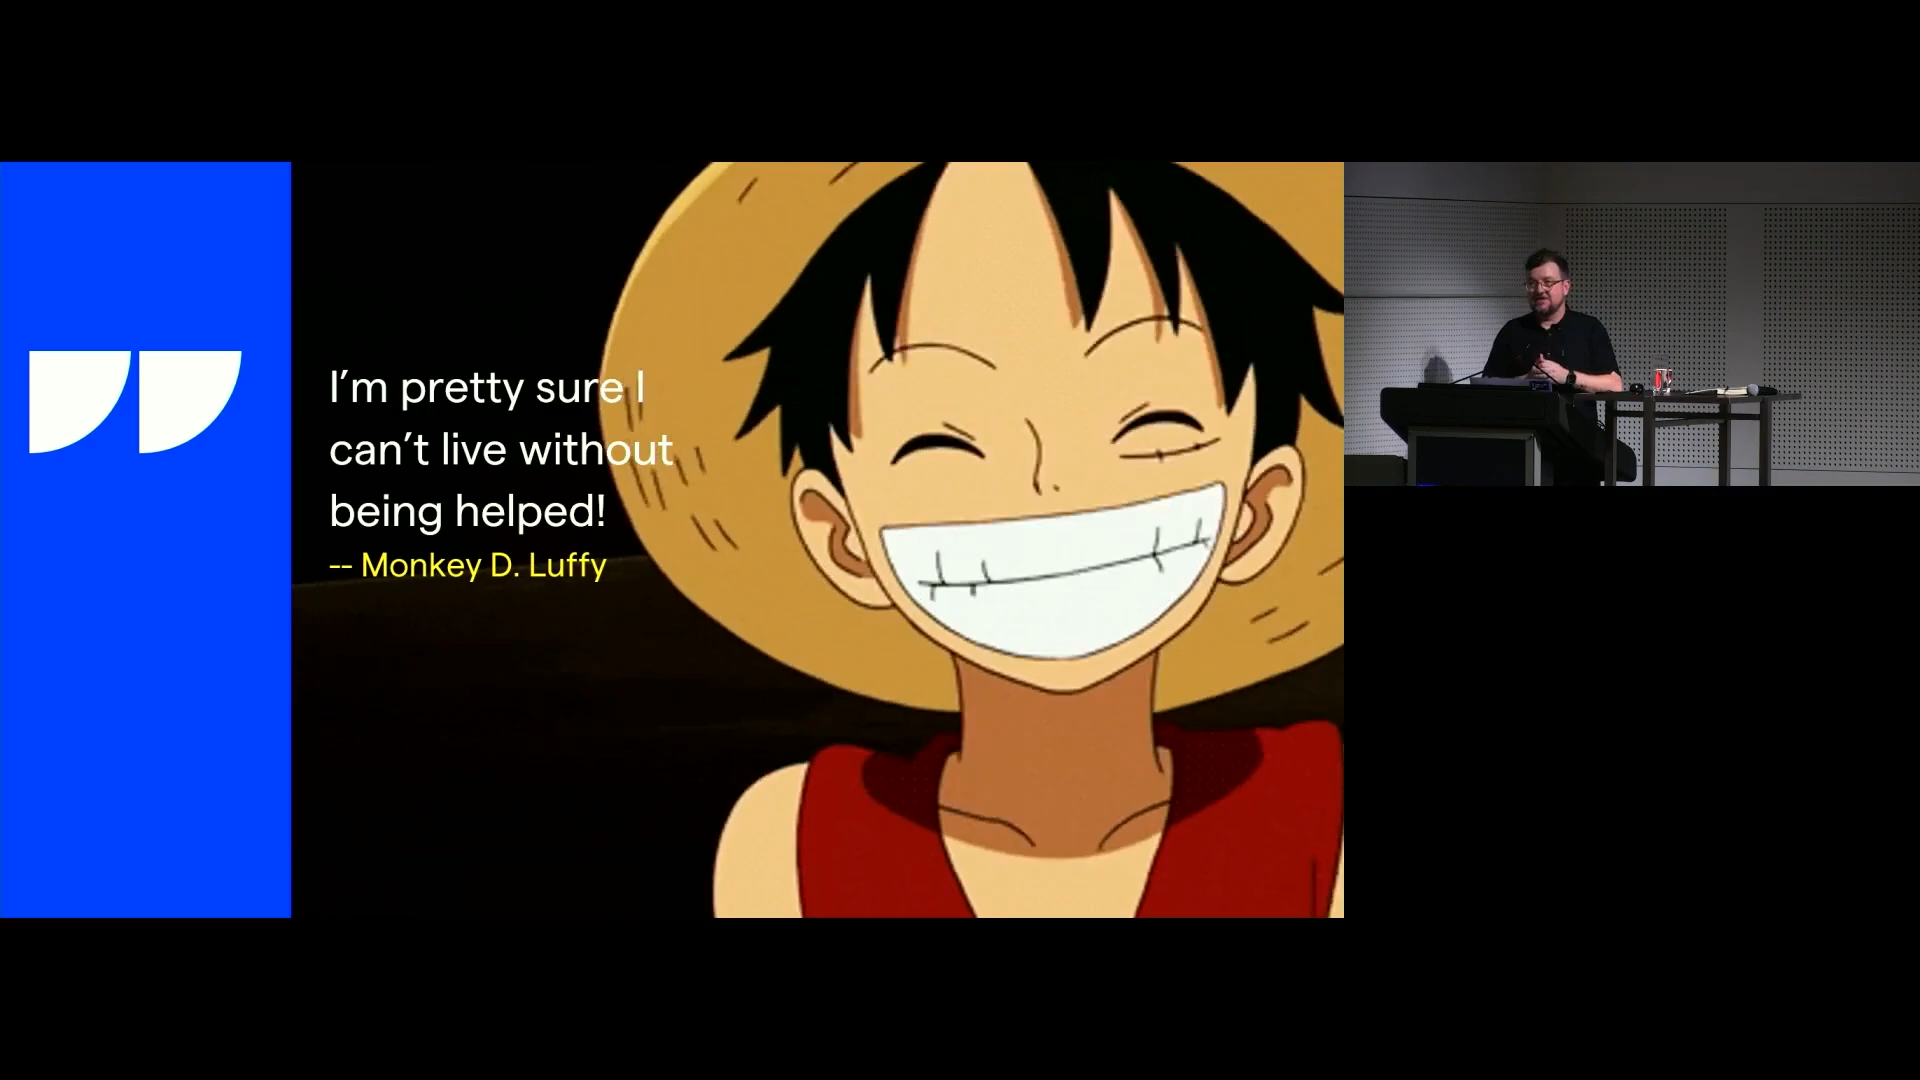 I’m pretty sure I
can’t live without
being helped!
-- Monkey D. Luffy